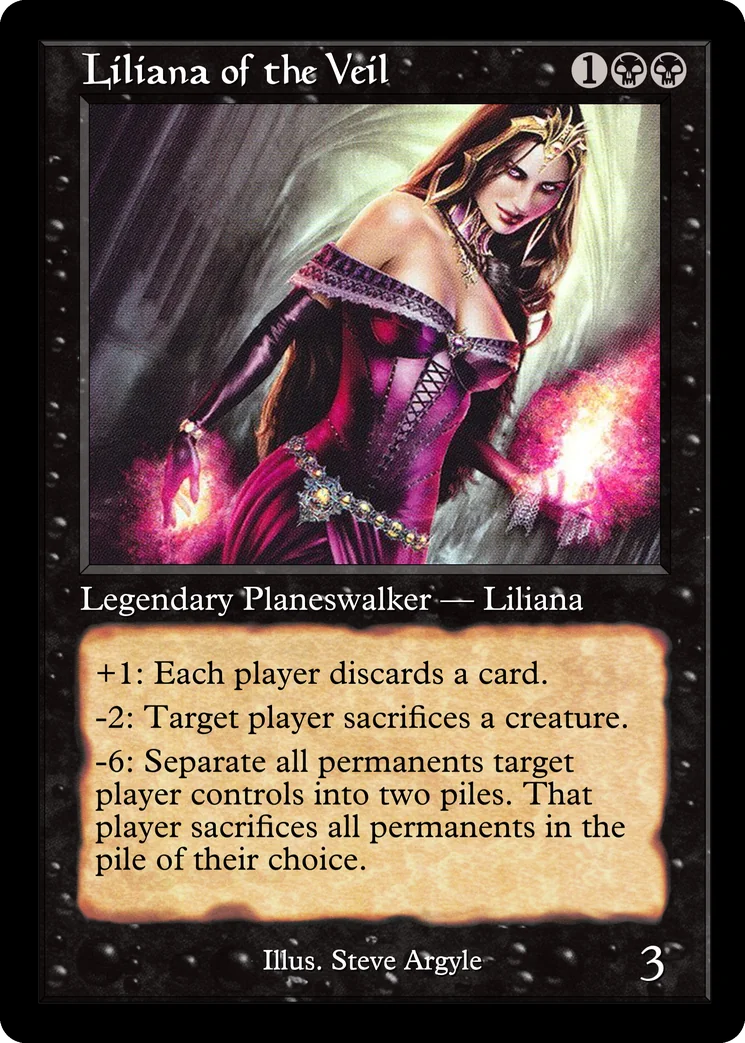 Liliana of the Veil 1
Legendary Planeswalker — Liliana
+1: Each player discards a card.
-2: Target player sacrifices a creature.
-6: Separate all permanents target
player controls into two piles. That
player sacrifices all permanents in the
pile of their choice.
Illus. Steve Argyle 3